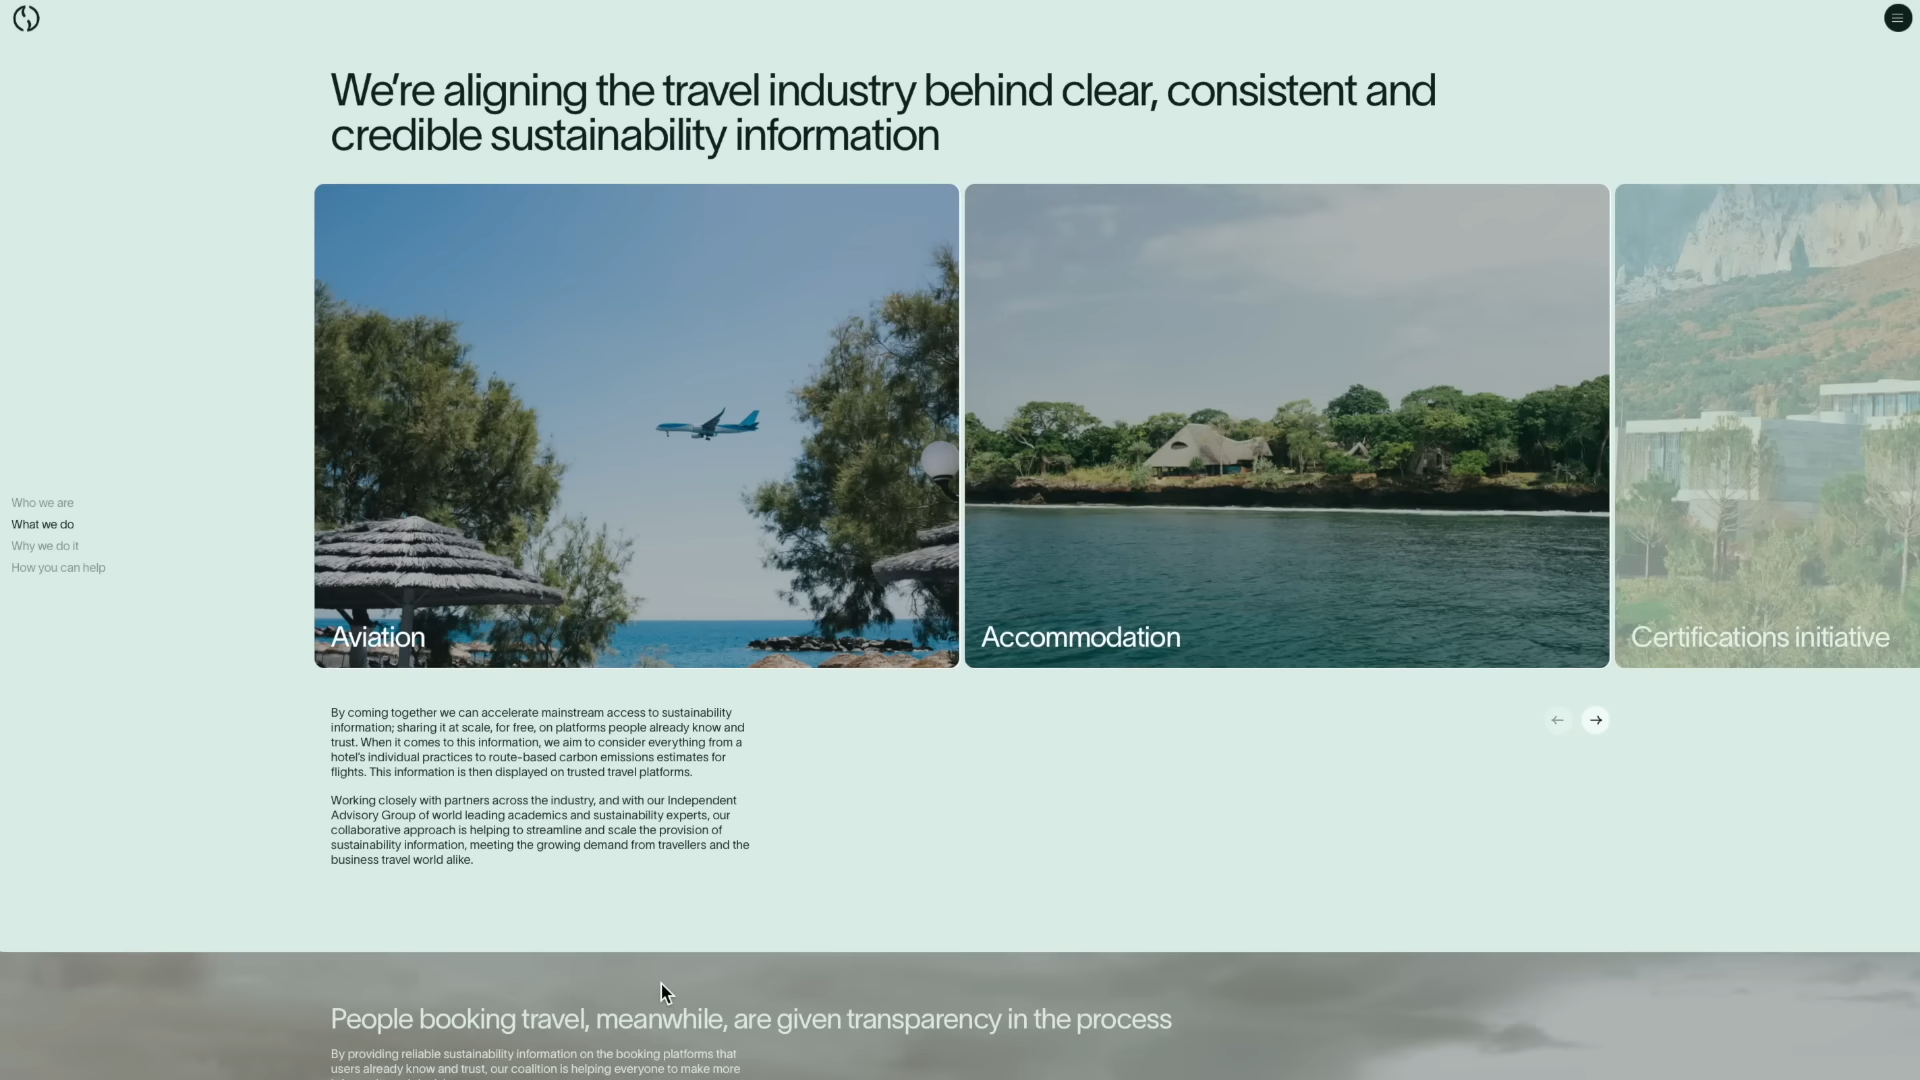 We're aligning the travel industry behind clear, consistent and
credible sustainability information
Who we are
What we do
Why we do it
How you can help
Aviation
Accommodation
Certifications initiative
By coming together we can accelerate mainstream access to sustainability
information; sharing it at scale, for free, on platforms people already know and
trust. When it comes to this information, we aim to consider everything from a
hotel's individual practices to route-based carbon emissions estimates for
flights. This information is then displayed on trusted travel platforms.
Working closely with partners across the industry, and with our Independent
Advisory Group of world leading academics and sustainability experts, our
collaborative approach is helping to streamline and scale the provision of
sustainability information, meeting the growing demand from travellers and the
business travel world alike.
People booking travel, meanwhile, are given transparency in the process
By providing reliable sustainability information on the booking platforms that
users already know and trust, our coalition is helping everyone to make more